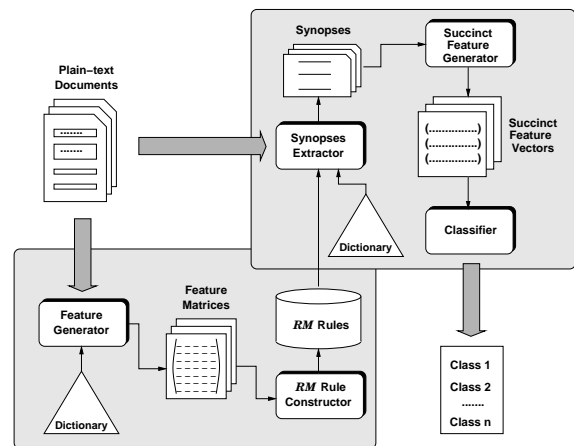 Plain-text
Documents
.......
.......
Synopses
Succinct
Feature
Generator
Synopses
Extractor
(.............)
(.............)
(.............)
Succinct
Feature
Vectors
Dictionary
Classifier
Feature
Generator
Feature
Matrices
RM Rules
RM Rule
Constructor
Dictionary
Class 1
Class 2
.......
Class n